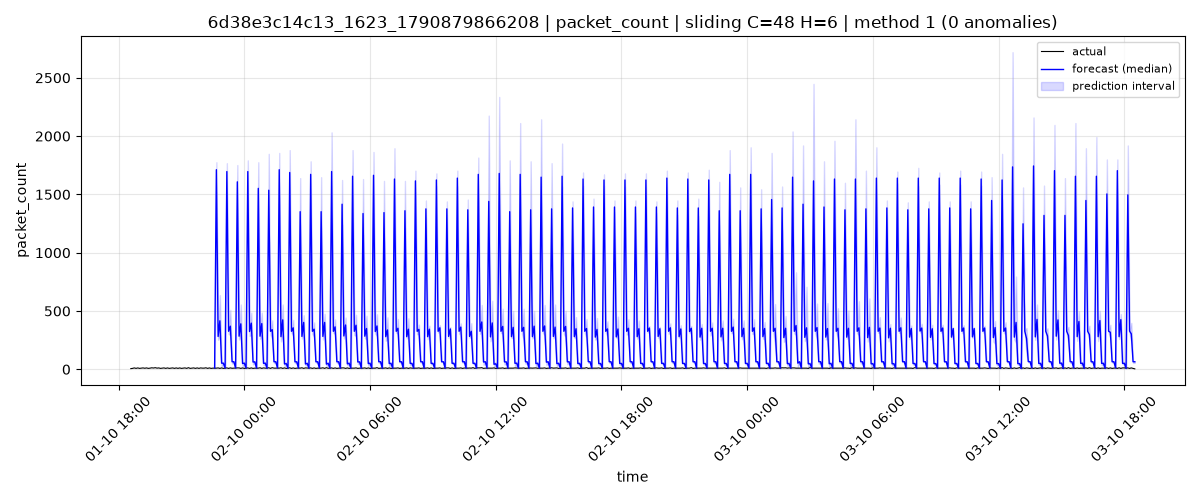 6d38e3c14c13_1623_1790879866208 | packet_count | sliding C=48 H=6 | method 1 (0 anomalies)
actual
forecast (median)
prediction interval
packet_count
2500
2000
1500
1000
500
0
01-10 18:00
02-10 00:00
02-10 06:00
02-10 12:00
02-10 18:00
03-10 00:00
03-10 06:00
03-10 12:00
03-10 18:00
time